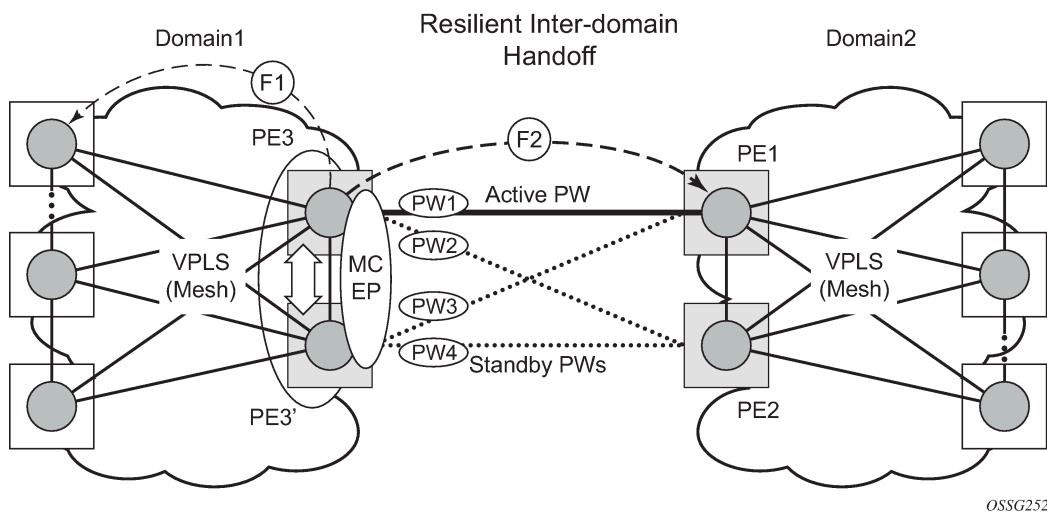 Resilient Inter-domain
Handoff
Domain1
Domain2
F1
F2
PE3
PE1
PW1
Active PW
PW2
VPLS
(Mesh)
MC
EP
VPLS
(Mesh)
PW3
PW4
Standby PWs
PE3’
PE2
OSSG252